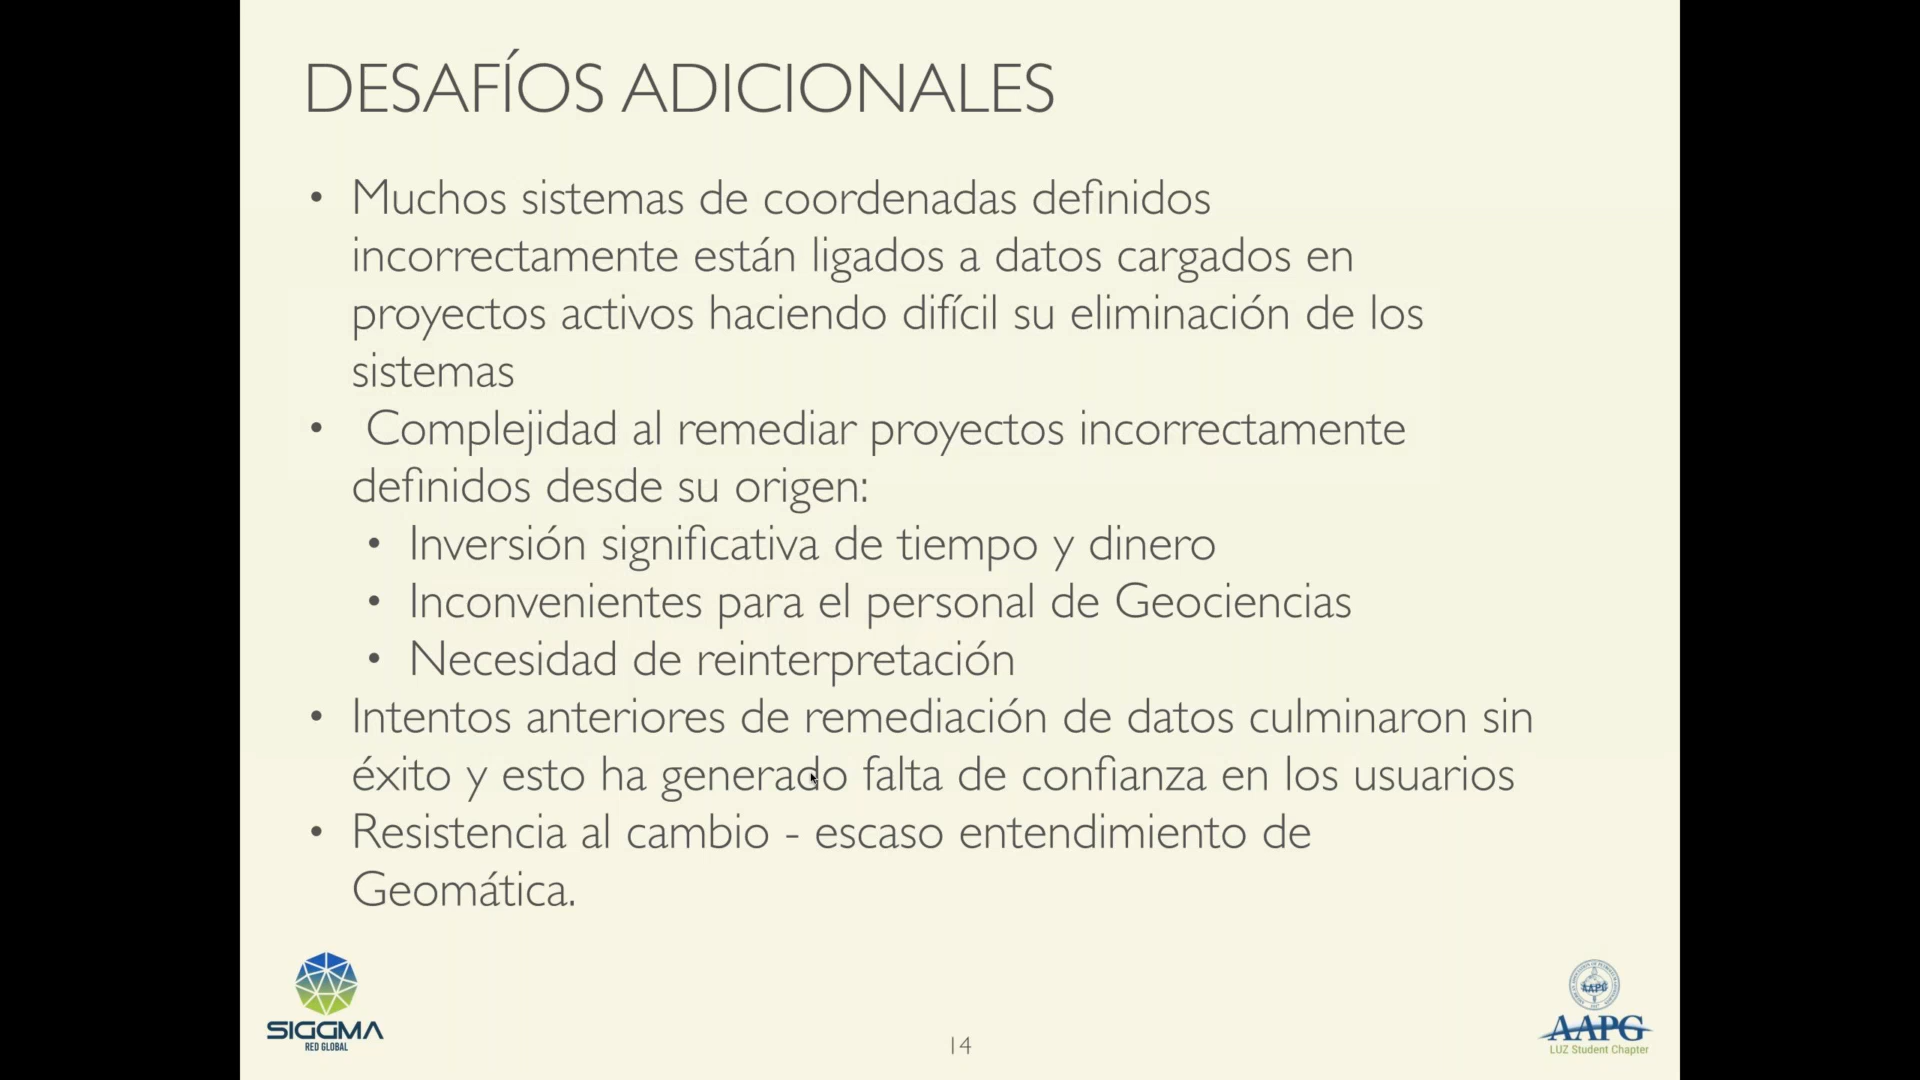 DESAFÍOS ADICIONALES
• Muchos sistemas de coordenadas definidos
incorrectamente están ligados a datos cargados en
proyectos activos haciendo difícil su eliminación de los
sistemas
• Complejidad al remediar proyectos incorrectamente
definidos desde su origen:
• Inversión significativa de tiempo y dinero
• Inconvenientes para el personal de Geociencias
• Necesidad de reinterpretación
• Intentos anteriores de remediación de datos culminaron sin
éxito y esto ha generado falta de confianza en los usuarios
• Resistencia al cambio - escaso entendimiento de
Geomática.
SIGGMA
RED GLOBAL
14
AAPG
AAPG
LUZ Student Chapter